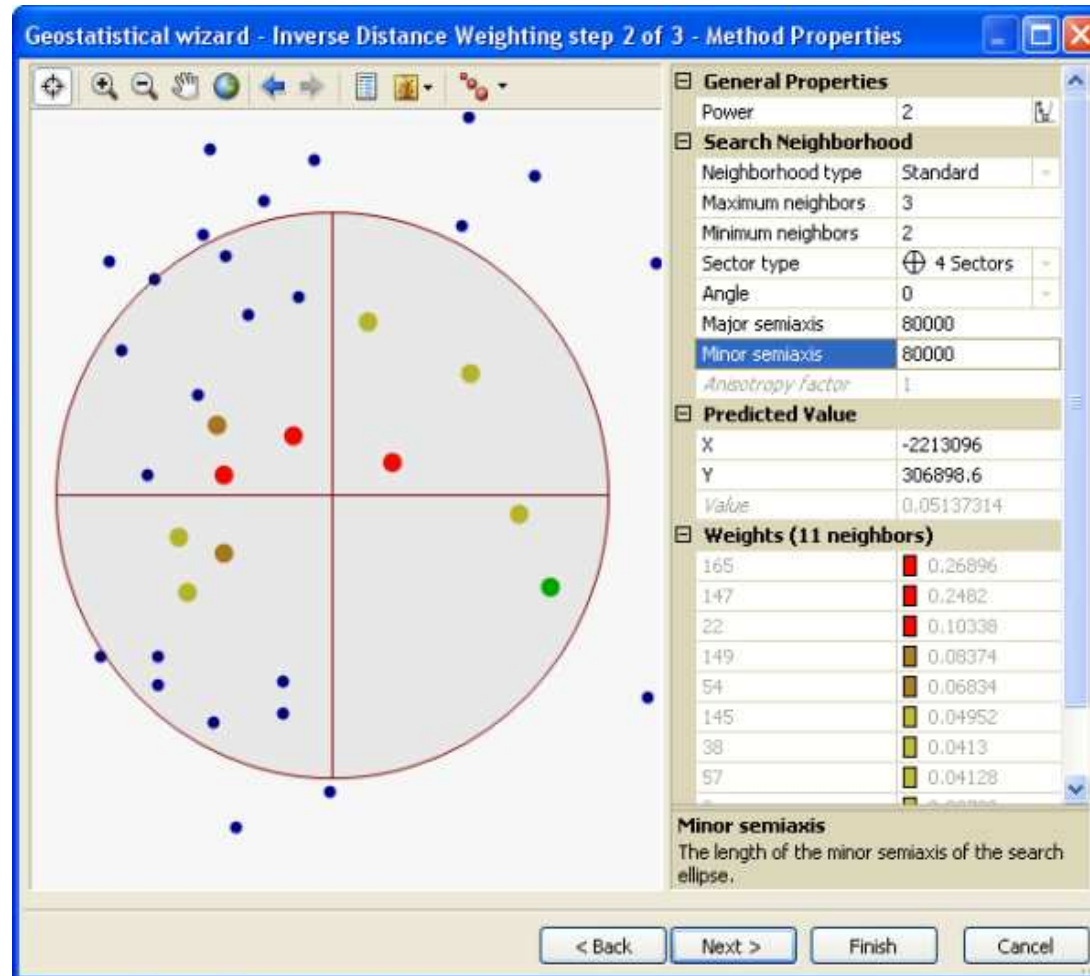 Geostatistical wizard - Inverse Distance Weighting step 2 of 3 - Method Properties
General Properties
Power 2
Search Neighborhood
Neighborhood type Standard
Maximum neighbors 3
Minimum neighbors 2
Sector type 4 Sectors
Angle 0
Major semiaxis 80000
Minor semiaxis 80000
Anisotropy factor 1
Predicted Value
X -2213096
Y 306898.6
Value 0.05137314
Weights (11 neighbors)
165 0.26896
147 0.2482
22 0.10338
149 0.08374
54 0.06834
145 0.04952
38 0.0413
57 0.04128
Minor semiaxis
The length of the minor semiaxis of the search
ellipse.
< Back Next > Finish Cancel